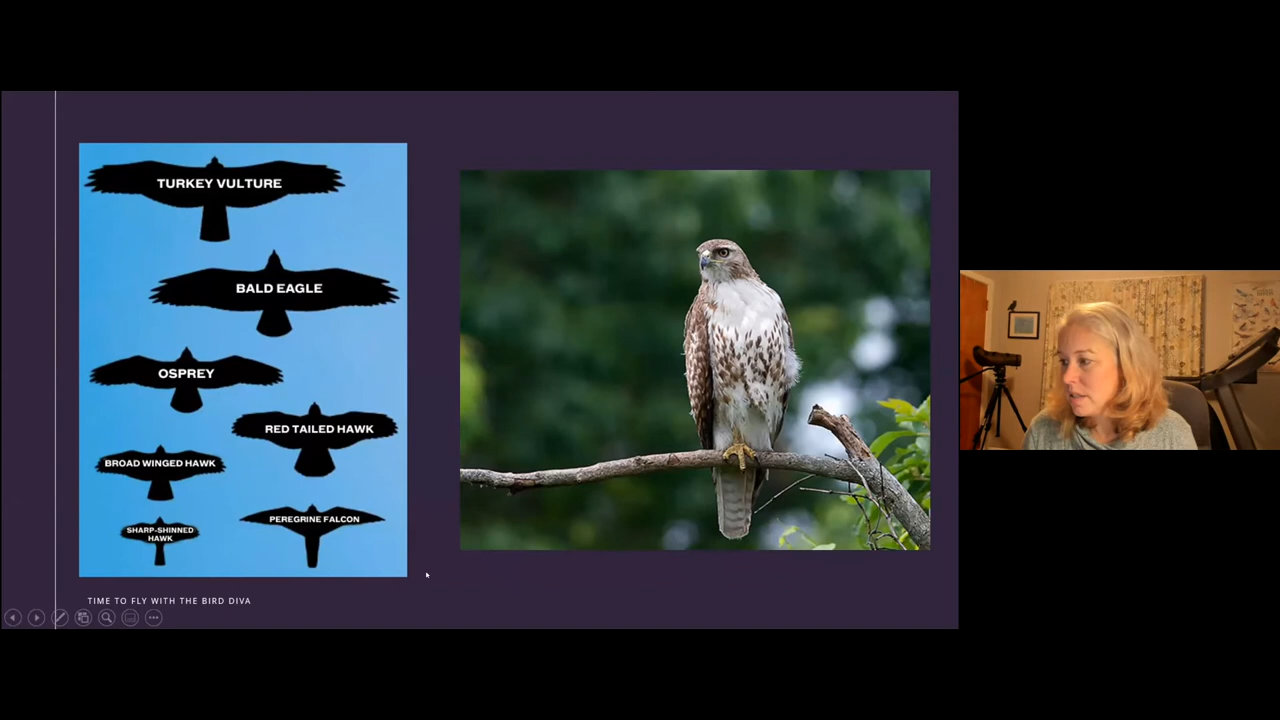 TURKEY VULTURE
BALD EAGLE
OSPREY
RED TAILED HAWK
BROAD WINGED HAWK
PEREGRINE FALCON
SHARP-SHINNED
HAWK
TIME TO FLY WITH THE BIRD DIVA